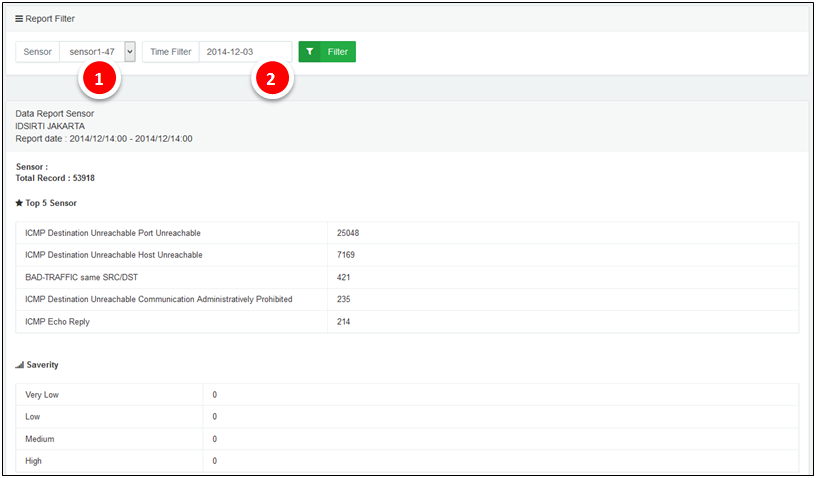 Report Filter
Sensor sensor1-47 Time Filter 2014-12-03 Filter
1 2
Data Report Sensor
IDSIRTI JAKARTA
Report date : 2014/12/14:00 - 2014/12/14:00
Sensor :
Total Record : 53918
Top 5 Sensor
ICMP Destination Unreachable Port Unreachable 25048
ICMP Destination Unreachable Host Unreachable 7169
BAD-TRAFFIC same SRC/DST 421
ICMP Destination Unreachable Communication Administratively Prohibited 235
ICMP Echo Reply 214
Saverity
Very Low 0
Low 0
Medium 0
High 0